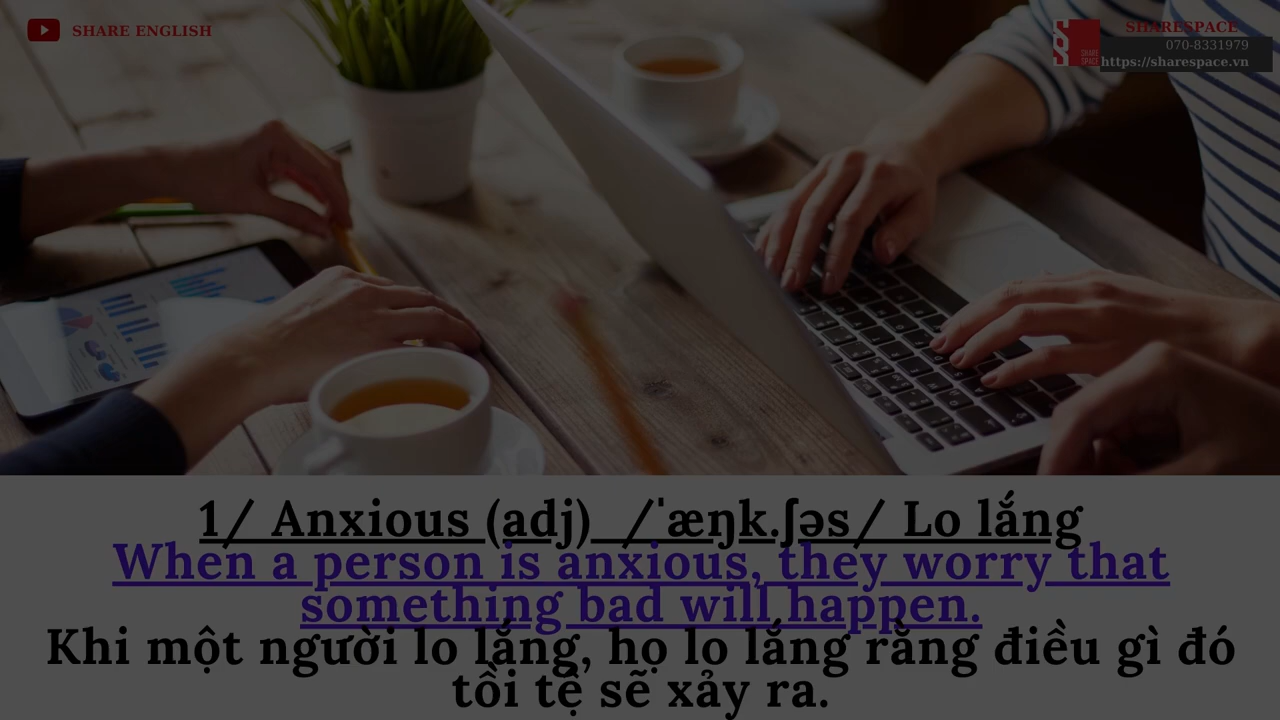 SHARE ENGLISH
SHARESPACE
070-8331979
https://sharespace.vn
SHARE
SPACE
1/ Anxious (adj)  /ˈæŋk.ʃəs/ Lo lắng
When a person is anxious, they worry that
something bad will happen.
Khi một người lo lắng, họ lo lắng rằng điều gì đó
tồi tệ sẽ xảy ra.